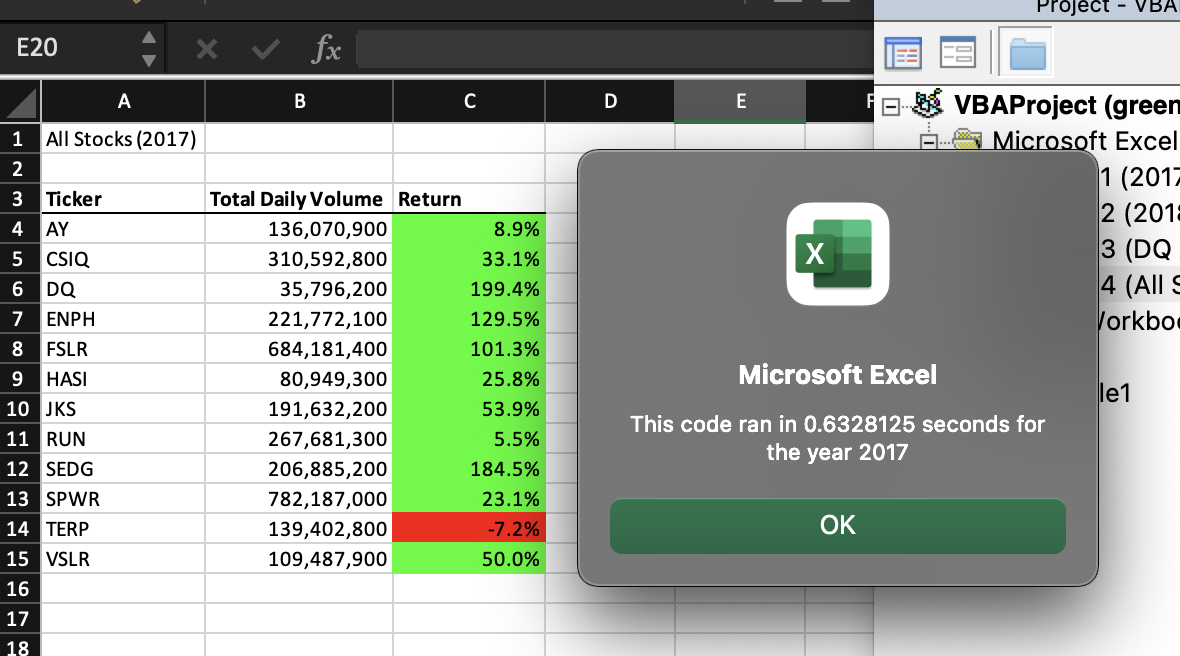 Project - VBA
E20
fx
A B C D E F
VBAProject (green
1 All Stocks (2017)
Microsoft Excel
2
1 (2017
3 Ticker Total Daily Volume Return
2 (2018
4 AY 136,070,900 8.9%
5 CSIQ 310,592,800 33.1%
3 (DQ
6 DQ 35,796,200 199.4%
4 (All S
7 ENPH 221,772,100 129.5%
Workboo
8 FSLR 684,181,400 101.3%
9 HASI 80,949,300 25.8%
le1
10 JKS 191,632,200 53.9%
11 RUN 267,681,300 5.5%
12 SEDG 206,885,200 184.5%
13 SPWR 782,187,000 23.1%
14 TERP 139,402,800 -7.2%
15 VSLR 109,487,900 50.0%
16
17
18
X
Microsoft Excel
This code ran in 0.6328125 seconds for
the year 2017
OK